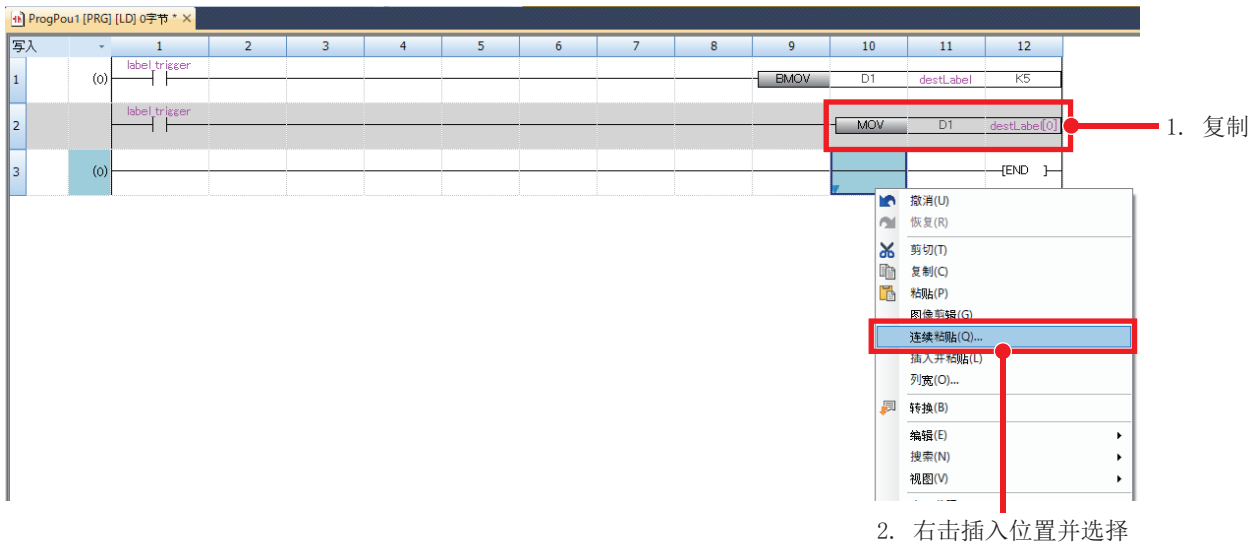 ProgPou1 [PRG] [LD] 0字节 * ×
写入 1 2 3 4 5 6 7 8 9 10 11 12
label_trigger
1 (0) BMOV D1 destLabel K5
label_trigger
2 MOV D1 destLabel[0]
1. 复制
3 (0) [END ]
撤消(U)
恢复(R)
剪切(T)
复制(C)
粘贴(P)
图像剪辑(G)
连续粘贴(Q)...
插入并粘贴(L)
列宽(O)...
转换(B)
编辑(E)
搜索(N)
视图(V)
2. 右击插入位置并选择